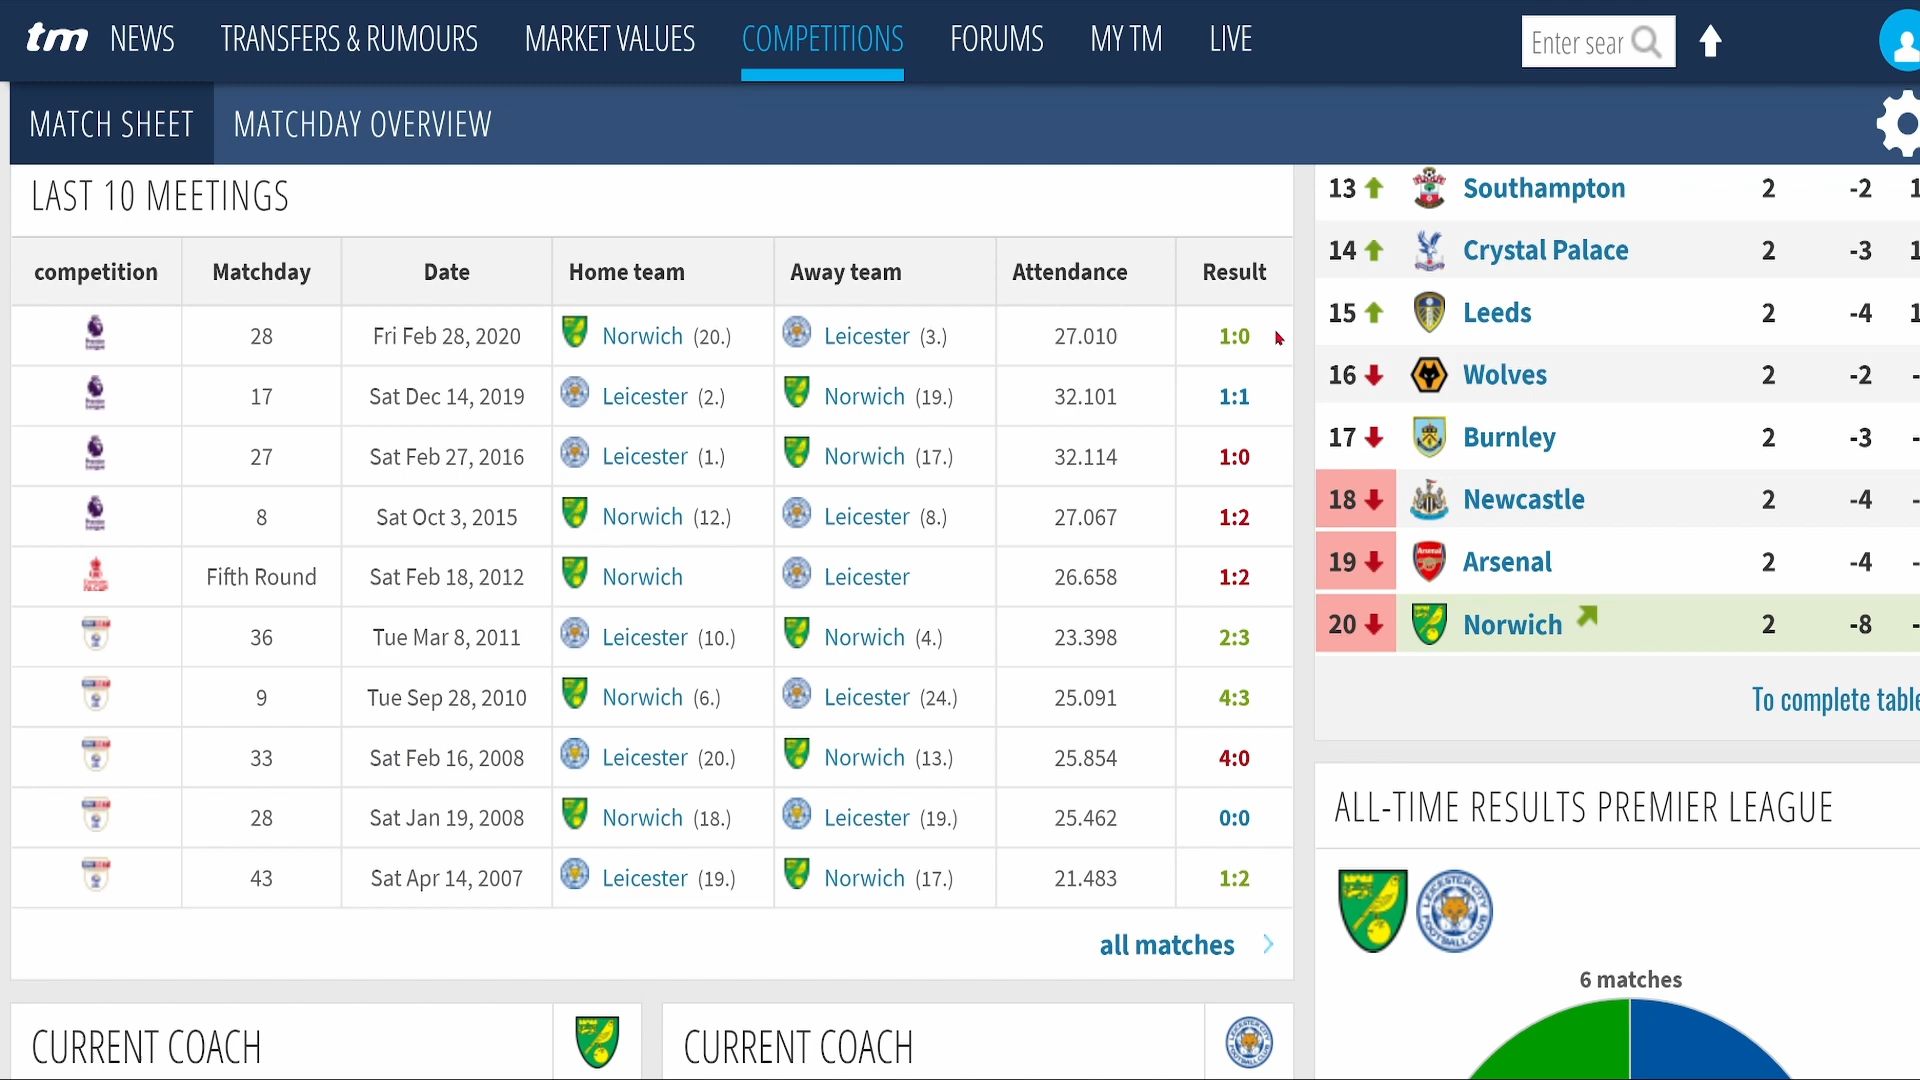 tm NEWS TRANSFERS & RUMOURS MARKET VALUES COMPETITIONS FORUMS MY TM LIVE Enter sear
MATCH SHEET MATCHDAY OVERVIEW
LAST 10 MEETINGS
competition Matchday Date Home team Away team Attendance Result
28 Fri Feb 28, 2020 Norwich (20.) Leicester (3.) 27.010 1:0
17 Sat Dec 14, 2019 Leicester (2.) Norwich (19.) 32.101 1:1
27 Sat Feb 27, 2016 Leicester (1.) Norwich (17.) 32.114 1:0
8 Sat Oct 3, 2015 Norwich (12.) Leicester (8.) 27.067 1:2
Fifth Round Sat Feb 18, 2012 Norwich Leicester 26.658 1:2
36 Tue Mar 8, 2011 Leicester (10.) Norwich (4.) 23.398 2:3
9 Tue Sep 28, 2010 Norwich (6.) Leicester (24.) 25.091 4:3
33 Sat Feb 16, 2008 Leicester (20.) Norwich (13.) 25.854 4:0
28 Sat Jan 19, 2008 Norwich (18.) Leicester (19.) 25.462 0:0
43 Sat Apr 14, 2007 Leicester (19.) Norwich (17.) 21.483 1:2
all matches
CURRENT COACH
CURRENT COACH
13 Southampton 2 -2 1
14 Crystal Palace 2 -3 1
15 Leeds 2 -4 1
16 Wolves 2 -2 -
17 Burnley 2 -3 -
18 Newcastle 2 -4 -
19 Arsenal 2 -4 -
20 Norwich 2 -8 -
To complete table
ALL-TIME RESULTS PREMIER LEAGUE
LEICESTER CITY FOOTBALL CLUB
6 matches